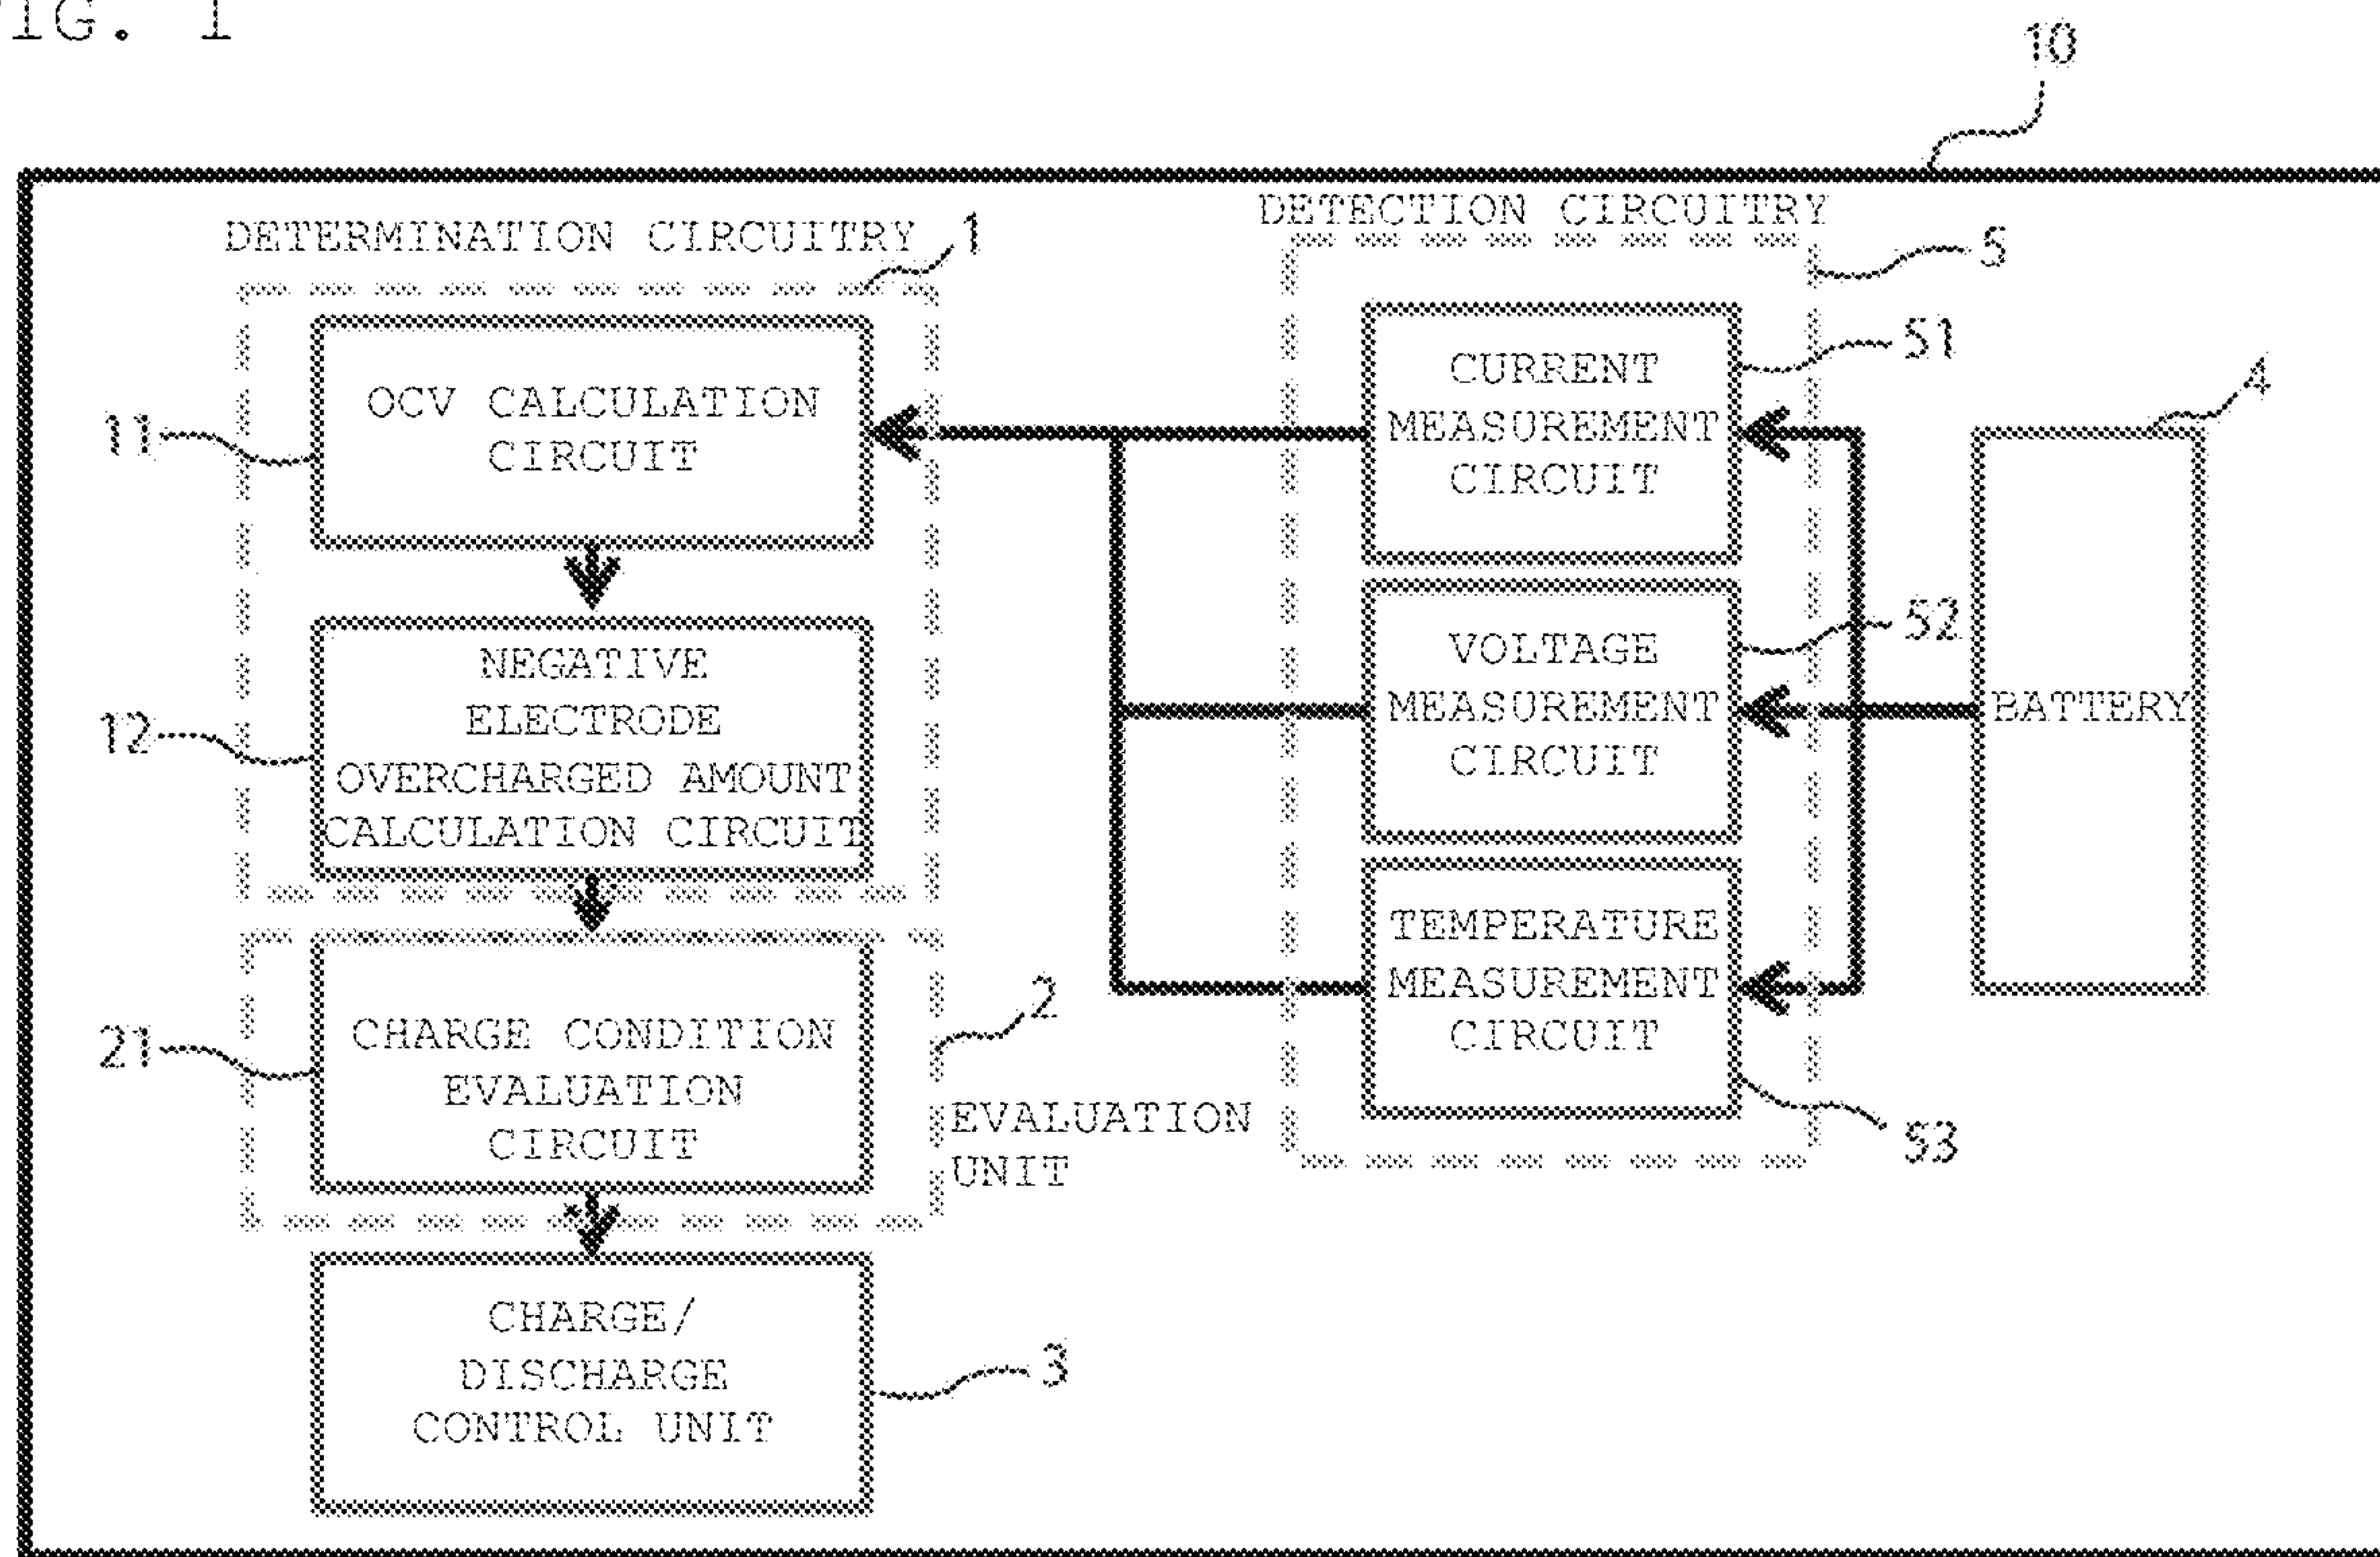 FIG. 1
10
DETERMINATION CIRCUITRY
1
DETECTION CIRCUITRY
5
OCV CALCULATION
CIRCUIT
11
CURRENT
MEASUREMENT
CIRCUIT
51
4
NEGATIVE
ELECTRODE
OVERCHARGED AMOUNT
CALCULATION CIRCUIT
12
VOLTAGE
MEASUREMENT
CIRCUIT
52
BATTERY
CHARGE CONDITION
EVALUATION
CIRCUIT
21
2
EVALUATION
UNIT
TEMPERATURE
MEASUREMENT
CIRCUIT
53
CHARGE/
DISCHARGE
CONTROL UNIT
3